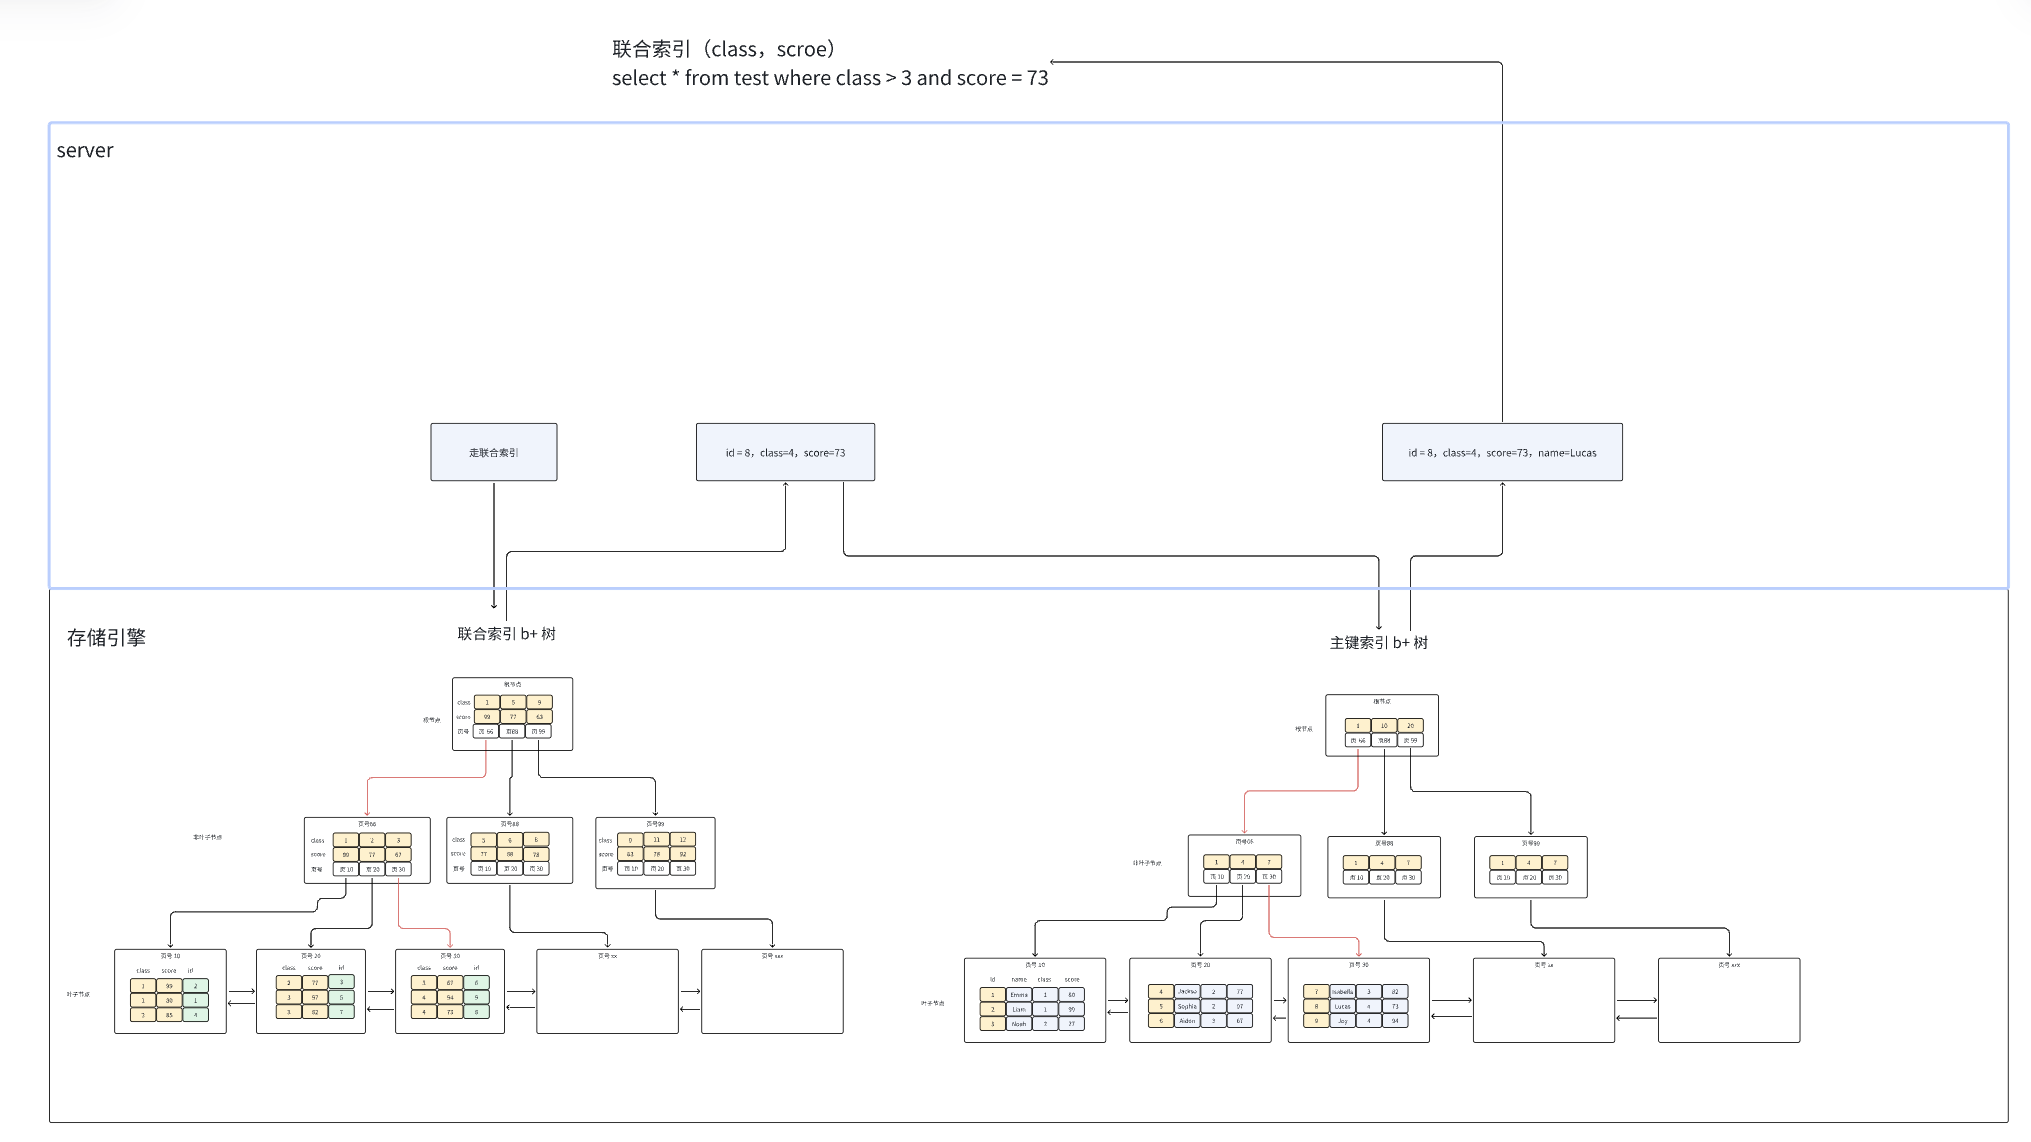 联合索引（class，scroe）
select * from test where class > 3 and score = 73
server
走联合索引
id = 8，class=4，score=73
id = 8，class=4，score=73，name=Lucas
存储引擎
联合索引 b+ 树
主键索引 b+ 树
根节点
根节点
class 1 5 9
score 99 77 63
页号 页 66 页88 页 99
根节点
根节点
1 10 20
页 66 页88 页 99
非叶子节点
页号66
class 1 2 3
score 99 77 67
页号 页 10 页 20 页 30
页号88
class 5 6 6
score 77 88 78
页号 页 10 页 20 页 30
页号99
class 9 11 12
score 63 78 92
页号 页 10 页 20 页 30
非叶子节点
1 4 7
页 10 页 20 页 30
页号88
1 4 7
页 10 页 20 页 30
页号99
1 4 7
页 10 页 20 页 30
叶子节点
页号 10
class score id
1 99 2
1 80 1
85 4
页号 20
class score id
2 77 3
3 97 5
3 82 7
页号 30
class score id
3 67 6
4 94 9
4 73 8
页号 xx
页号 xxx
叶子节点
页号 10
id name class score
1 Emma 1 80
2 Liam 1 99
3 Noah 2 77
页号 20
4 Jackson 2
5 Sophia 2 97
6 Aiden 3 67
页号 30
7 Isabella 3 82
8 Lucas 4 73
9 Joy 4 94
页号 xx
页号 xxx